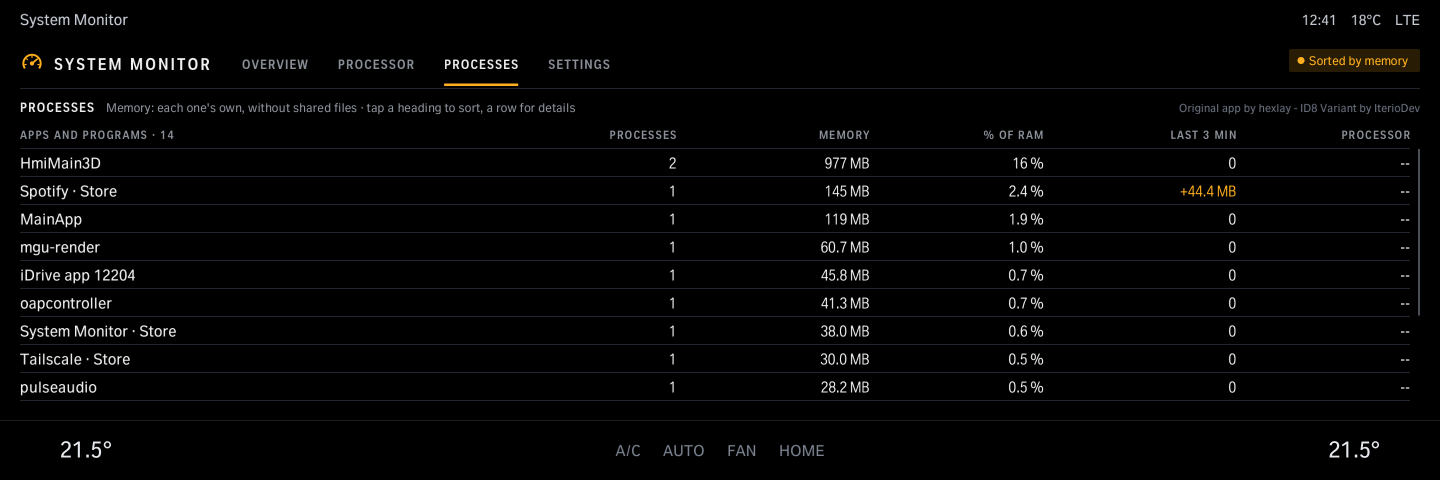 System Monitor 12:41 18°C LTE
SYSTEM MONITOR OVERVIEW PROCESSOR PROCESSES SETTINGS Sorted by memory
PROCESSES Memory: each one's own, without shared files · tap a heading to sort, a row for details Original app by hexlay - ID8 Variant by IterioDev
APPS AND PROGRAMS · 14 PROCESSES MEMORY % OF RAM LAST 3 MIN PROCESSOR
HmiMain3D 2 977 MB 16 % 0 --
Spotify · Store 1 145 MB 2.4 % +44.4 MB --
MainApp 1 119 MB 1.9 % 0 --
mgu-render 1 60.7 MB 1.0 % 0 --
iDrive app 12204 1 45.8 MB 0.7 % 0 --
oapcontroller 1 41.3 MB 0.7 % 0 --
System Monitor · Store 1 38.0 MB 0.6 % 0 --
Tailscale · Store 1 30.0 MB 0.5 % 0 --
pulseaudio 1 28.2 MB 0.5 % 0 --
21.5° A/C AUTO FAN HOME 21.5°